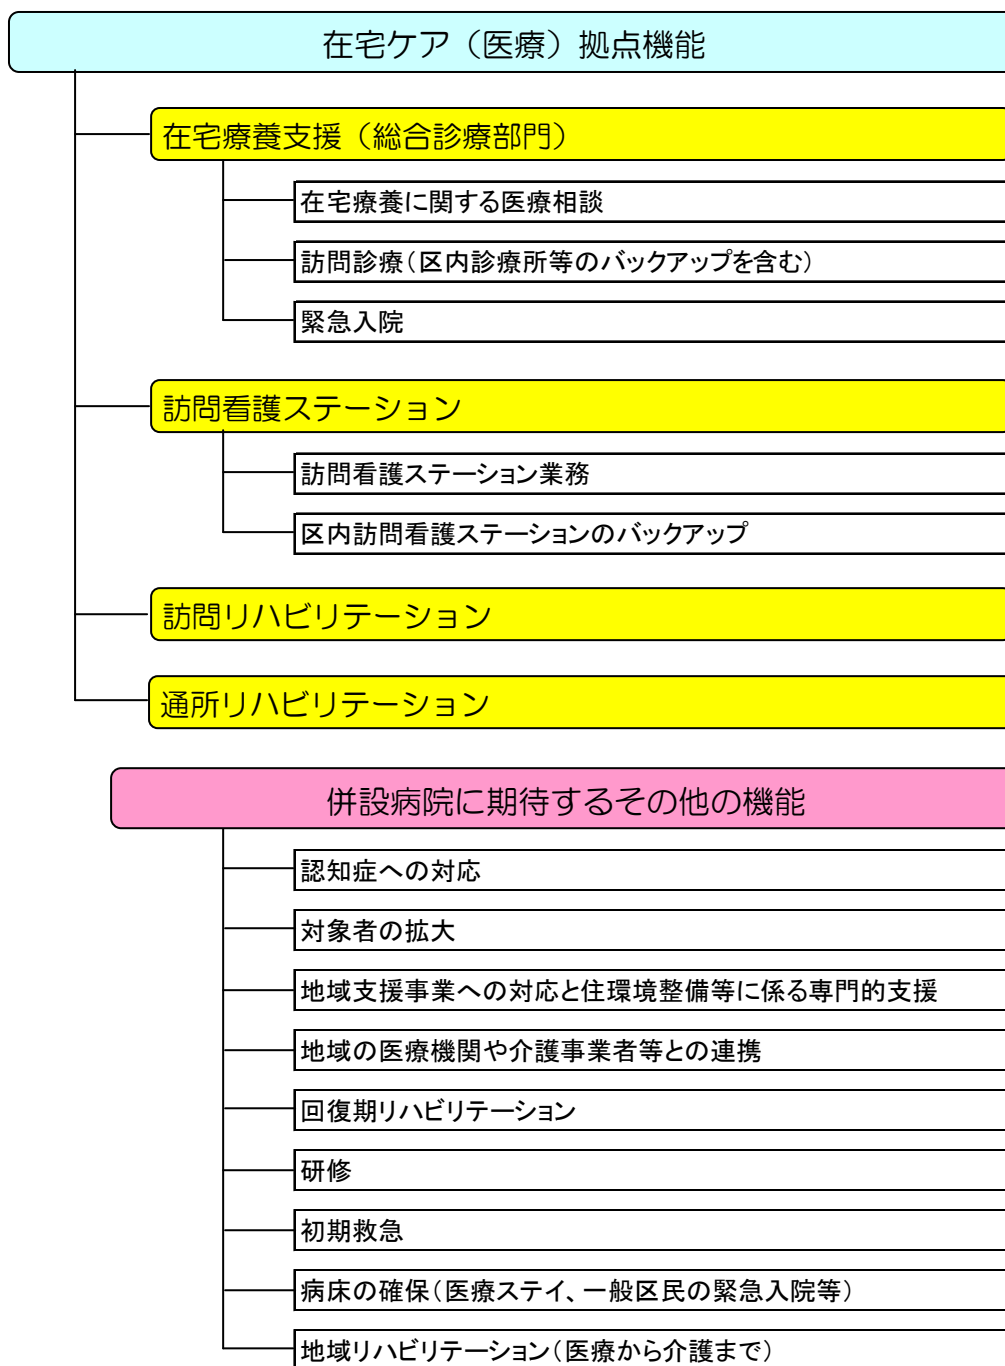 在宅ケア（医療）拠点機能
在宅療養支援（総合診療部門）
在宅療養に関する医療相談
訪問診療（区内診療所等のバックアップを含む）
緊急入院
訪問看護ステーション
訪問看護ステーション業務
区内訪問看護ステーションのバックアップ
訪問リハビリテーション
通所リハビリテーション
併設病院に期待するその他の機能
認知症への対応
対象者の拡大
地域支援事業への対応と住環境整備等に係る専門的支援
地域の医療機関や介護事業者等との連携
回復期リハビリテーション
研修
初期救急
病床の確保（医療ステイ、一般区民の緊急入院等）
地域リハビリテーション（医療から介護まで）